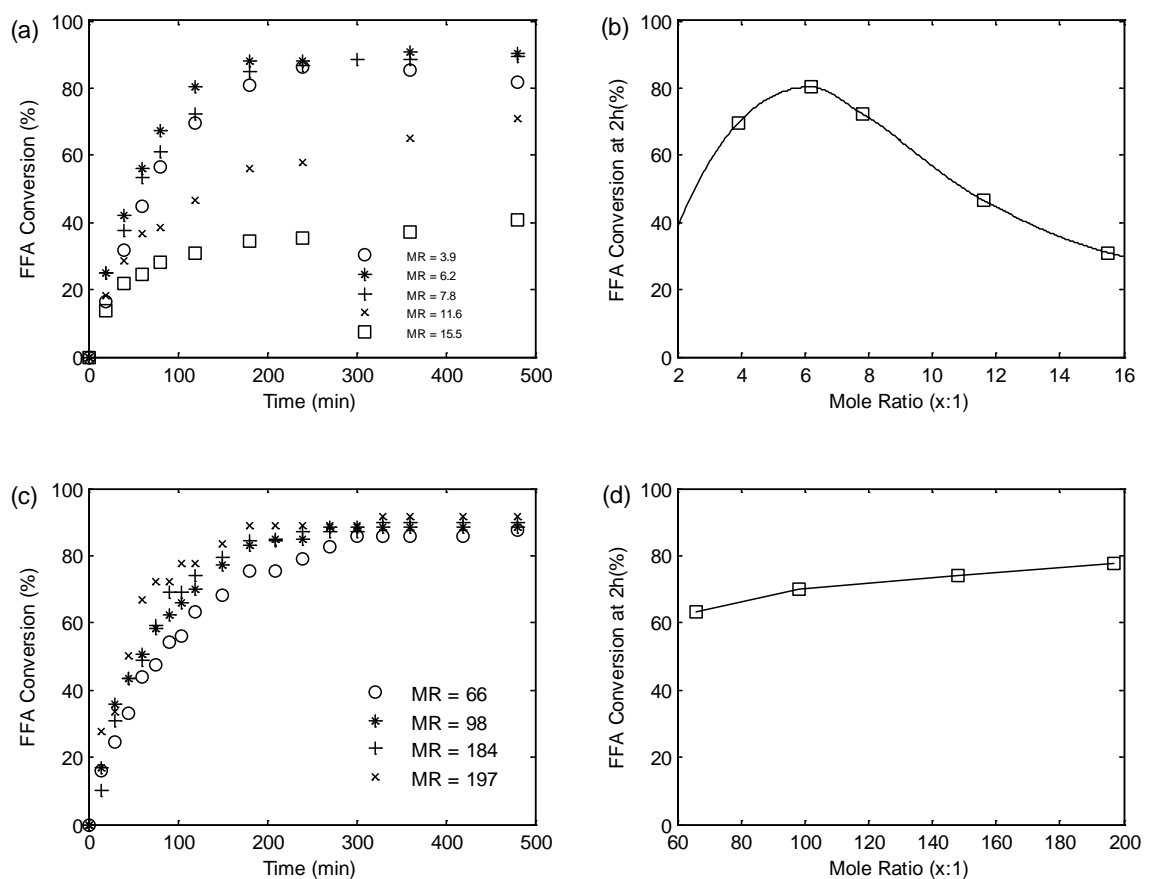 (a)
FFA Conversion (%)
100
80
60
40
20
0
0 100 200 300 400 500
Time (min)
MR = 3.9
MR = 6.2
MR = 7.8
MR = 11.6
MR = 15.5
(b)
FFA Conversion at 2h(%)
100
80
60
40
20
0
2 4 6 8 10 12 14 16
Mole Ratio (x:1)
(c)
FFA Conversion (%)
100
80
60
40
20
0
0 100 200 300 400 500
Time (min)
MR = 66
MR = 98
MR = 184
MR = 197
(d)
FFA Conversion at 2h(%)
100
80
60
40
20
0
60 80 100 120 140 160 180 200
Mole Ratio (x:1)